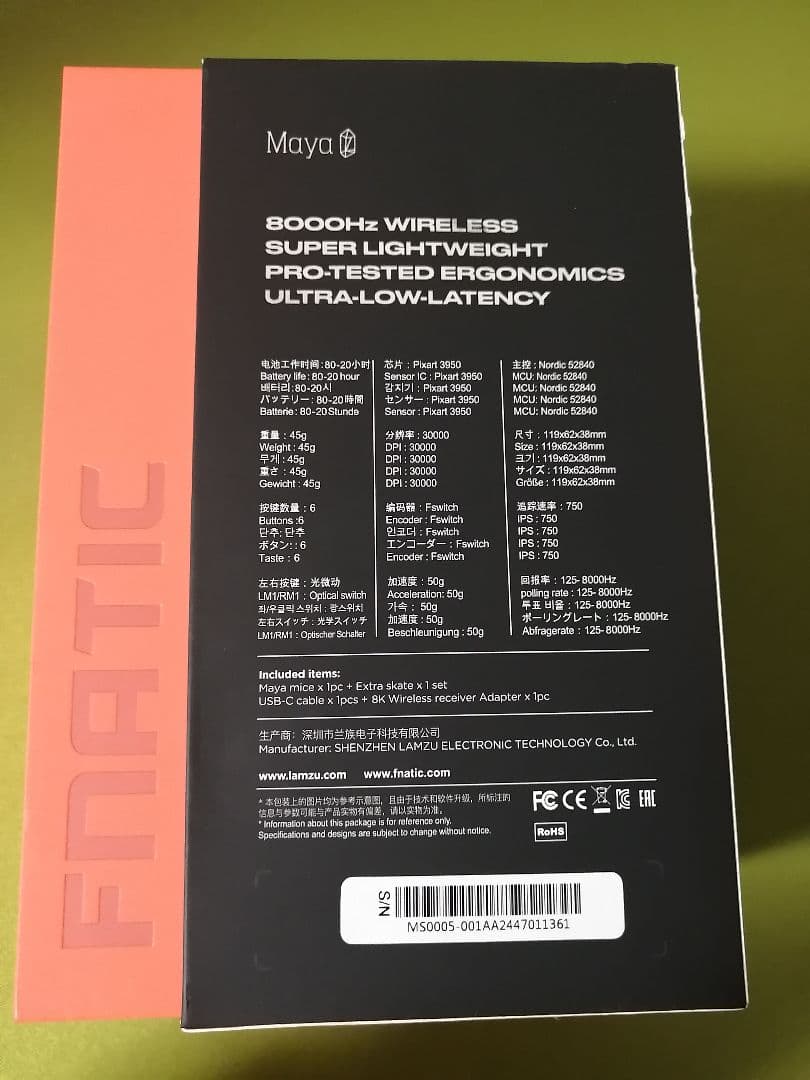 FNATIC
Maya
8000Hz WIRELESS
SUPER LIGHTWEIGHT
PRO-TESTED ERGONOMICS
ULTRA-LOW-LATENCY
电池工作时间:80-20小时
Battery life: 80-20 hour
배터리:80-20시
バッテリー: 80-20時間
Batterie: 80-20 Stunde
芯片 : Pixart 3950
Sensor IC : Pixart 3950
감지기 : Pixart 3950
センサー : Pixart 3950
Sensor : Pixart 3950
主控 : Nordic 52840
MCU: Nordic 52840
MCU: Nordic 52840
MCU: Nordic 52840
MCU: Nordic 52840
重量 : 45g
Weight : 45g
무게 : 45g
重さ : 45g
Gewicht : 45g
分辨率 : 30000
DPI : 30000
DPI : 30000
DPI : 30000
DPI : 30000
尺寸 : 119x62x38mm
Size : 119x62x38mm
크기 : 119x62x38mm
サイズ : 119x62x38mm
Größe : 119x62x38mm
按键数量 : 6
Buttons :6
단추: 단추
ボタン: : 6
Taste : 6
编码器 : Fswitch
Encoder : Fswitch
인코더 : Fswitch
エンコーダー : Fswitch
Encoder : Fswitch
追踪速率 : 750
IPS : 750
IPS : 750
IPS : 750
IPS : 750
左右按键 : 光微动
LM1/RM1 : Optical switch
좌/우클릭 스위치 : 광스위치
左右スイッチ : 光学スイッチ
LM1/RM1 : Optischer Schalter
加速度 : 50g
Acceleration: 50g
가속 : 50g
加速度 : 50g
Beschleunigung : 50g
回报率 : 125- 8000Hz
polling rate : 125- 8000Hz
투표 비율 : 125- 8000Hz
ポーリングレート : 125- 8000Hz
Abfragerate : 125- 8000Hz
Included items:
Maya mice x 1pc + Extra skate x 1 set
USB-C cable x 1pcs + 8K Wireless receiver Adapter x 1pc
生产商: 深圳市兰族电子科技有限公司
Manufacturer: SHENZHEN LAMZU ELECTRONIC TECHNOLOGY Co., Ltd.
www.lamzu.com www.fnatic.com
* 本包装上的图片均为参考示意图, 且由于技术和软件升级, 所标注的
信息与参数可能与产品实物有偏差, 请以实物为准。
* Information about this package is for reference only.
Specifications and designs are subject to change without notice.
FC CE EAC
RoHS
S/N
MS0005-001AA2447011361